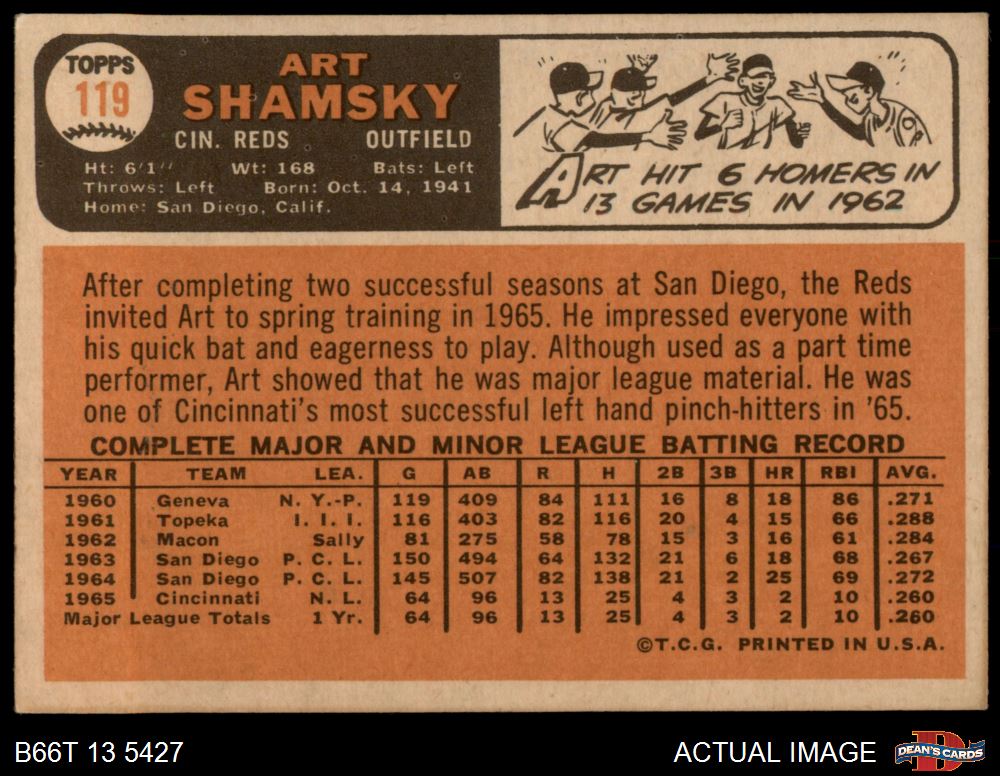 TOPPS
119
ART
SHAMSKY
CIN. REDS OUTFIELD
Ht: 6'1" Wt: 168 Bats: Left
Throws: Left Born: Oct. 14, 1941
Home: San Diego, Calif.
ART HIT 6 HOMERS IN
13 GAMES IN 1962
After completing two successful seasons at San Diego, the Reds
invited Art to spring training in 1965. He impressed everyone with
his quick bat and eagerness to play. Although used as a part time
performer, Art showed that he was major league material. He was
one of Cincinnati's most successful left hand pinch-hitters in '65.
COMPLETE MAJOR AND MINOR LEAGUE BATTING RECORD
YEAR TEAM LEA. G AB R H 2B 3B HR RBI AVG.
1960 Geneva N. Y.-P. 119 409 84 111 16 8 18 86 .271
1961 Topeka I. I. I. 116 403 82 116 20 4 15 66 .288
1962 Macon Sally 81 275 58 78 15 3 16 61 .284
1963 San Diego P. C. L. 150 494 64 132 21 6 18 68 .267
1964 San Diego P. C. L. 145 507 82 138 21 2 25 69 .272
1965 Cincinnati N. L. 64 96 13 25 4 3 2 10 .260
Major League Totals 1 Yr. 64 96 13 25 4 3 2 10 .260
©T.C.G. PRINTED IN U.S.A.
B66T 13 5427 ACTUAL IMAGE
D
DEAN'S CARDS